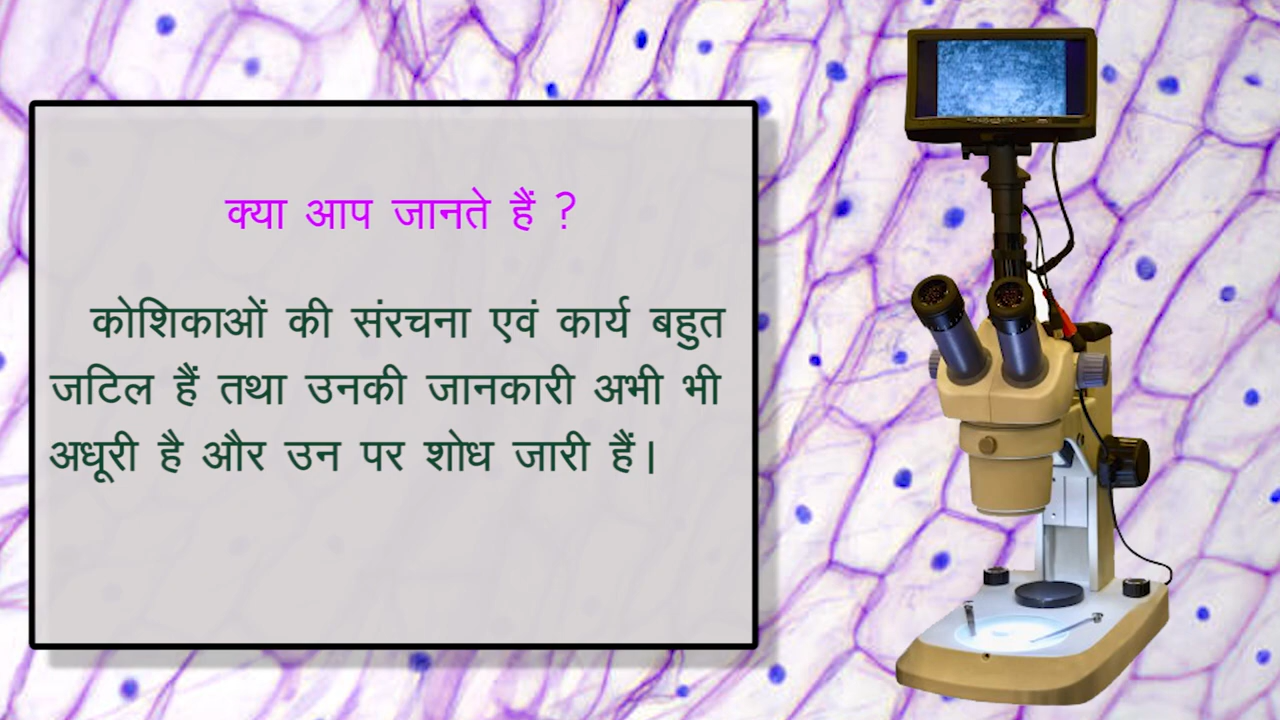 क्या आप जानते हैं ?
कोशिकाओं की संरचना एवं कार्य बहुत
जटिल हैं तथा उनकी जानकारी अभी भी
अधूरी है और उन पर शोध जारी हैं।